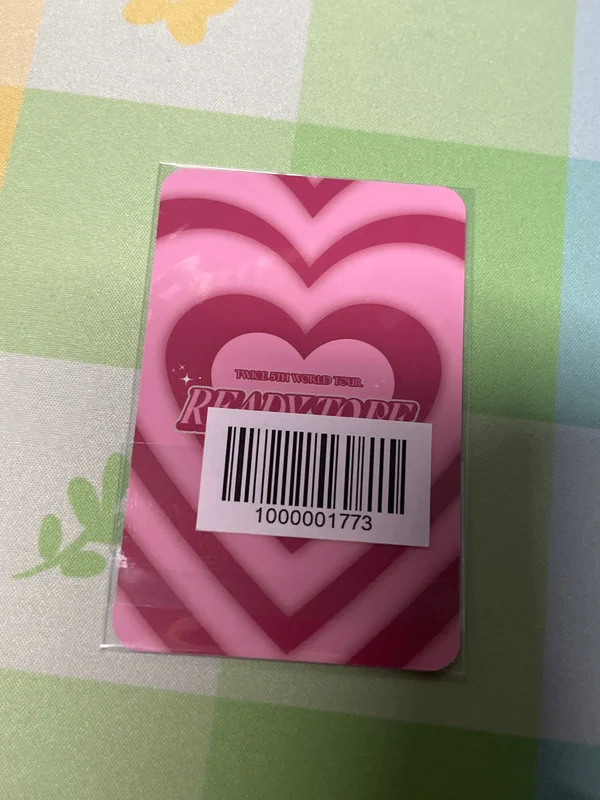 TWICE 5TH WORLD TOUR
READY TO BE
1000001773